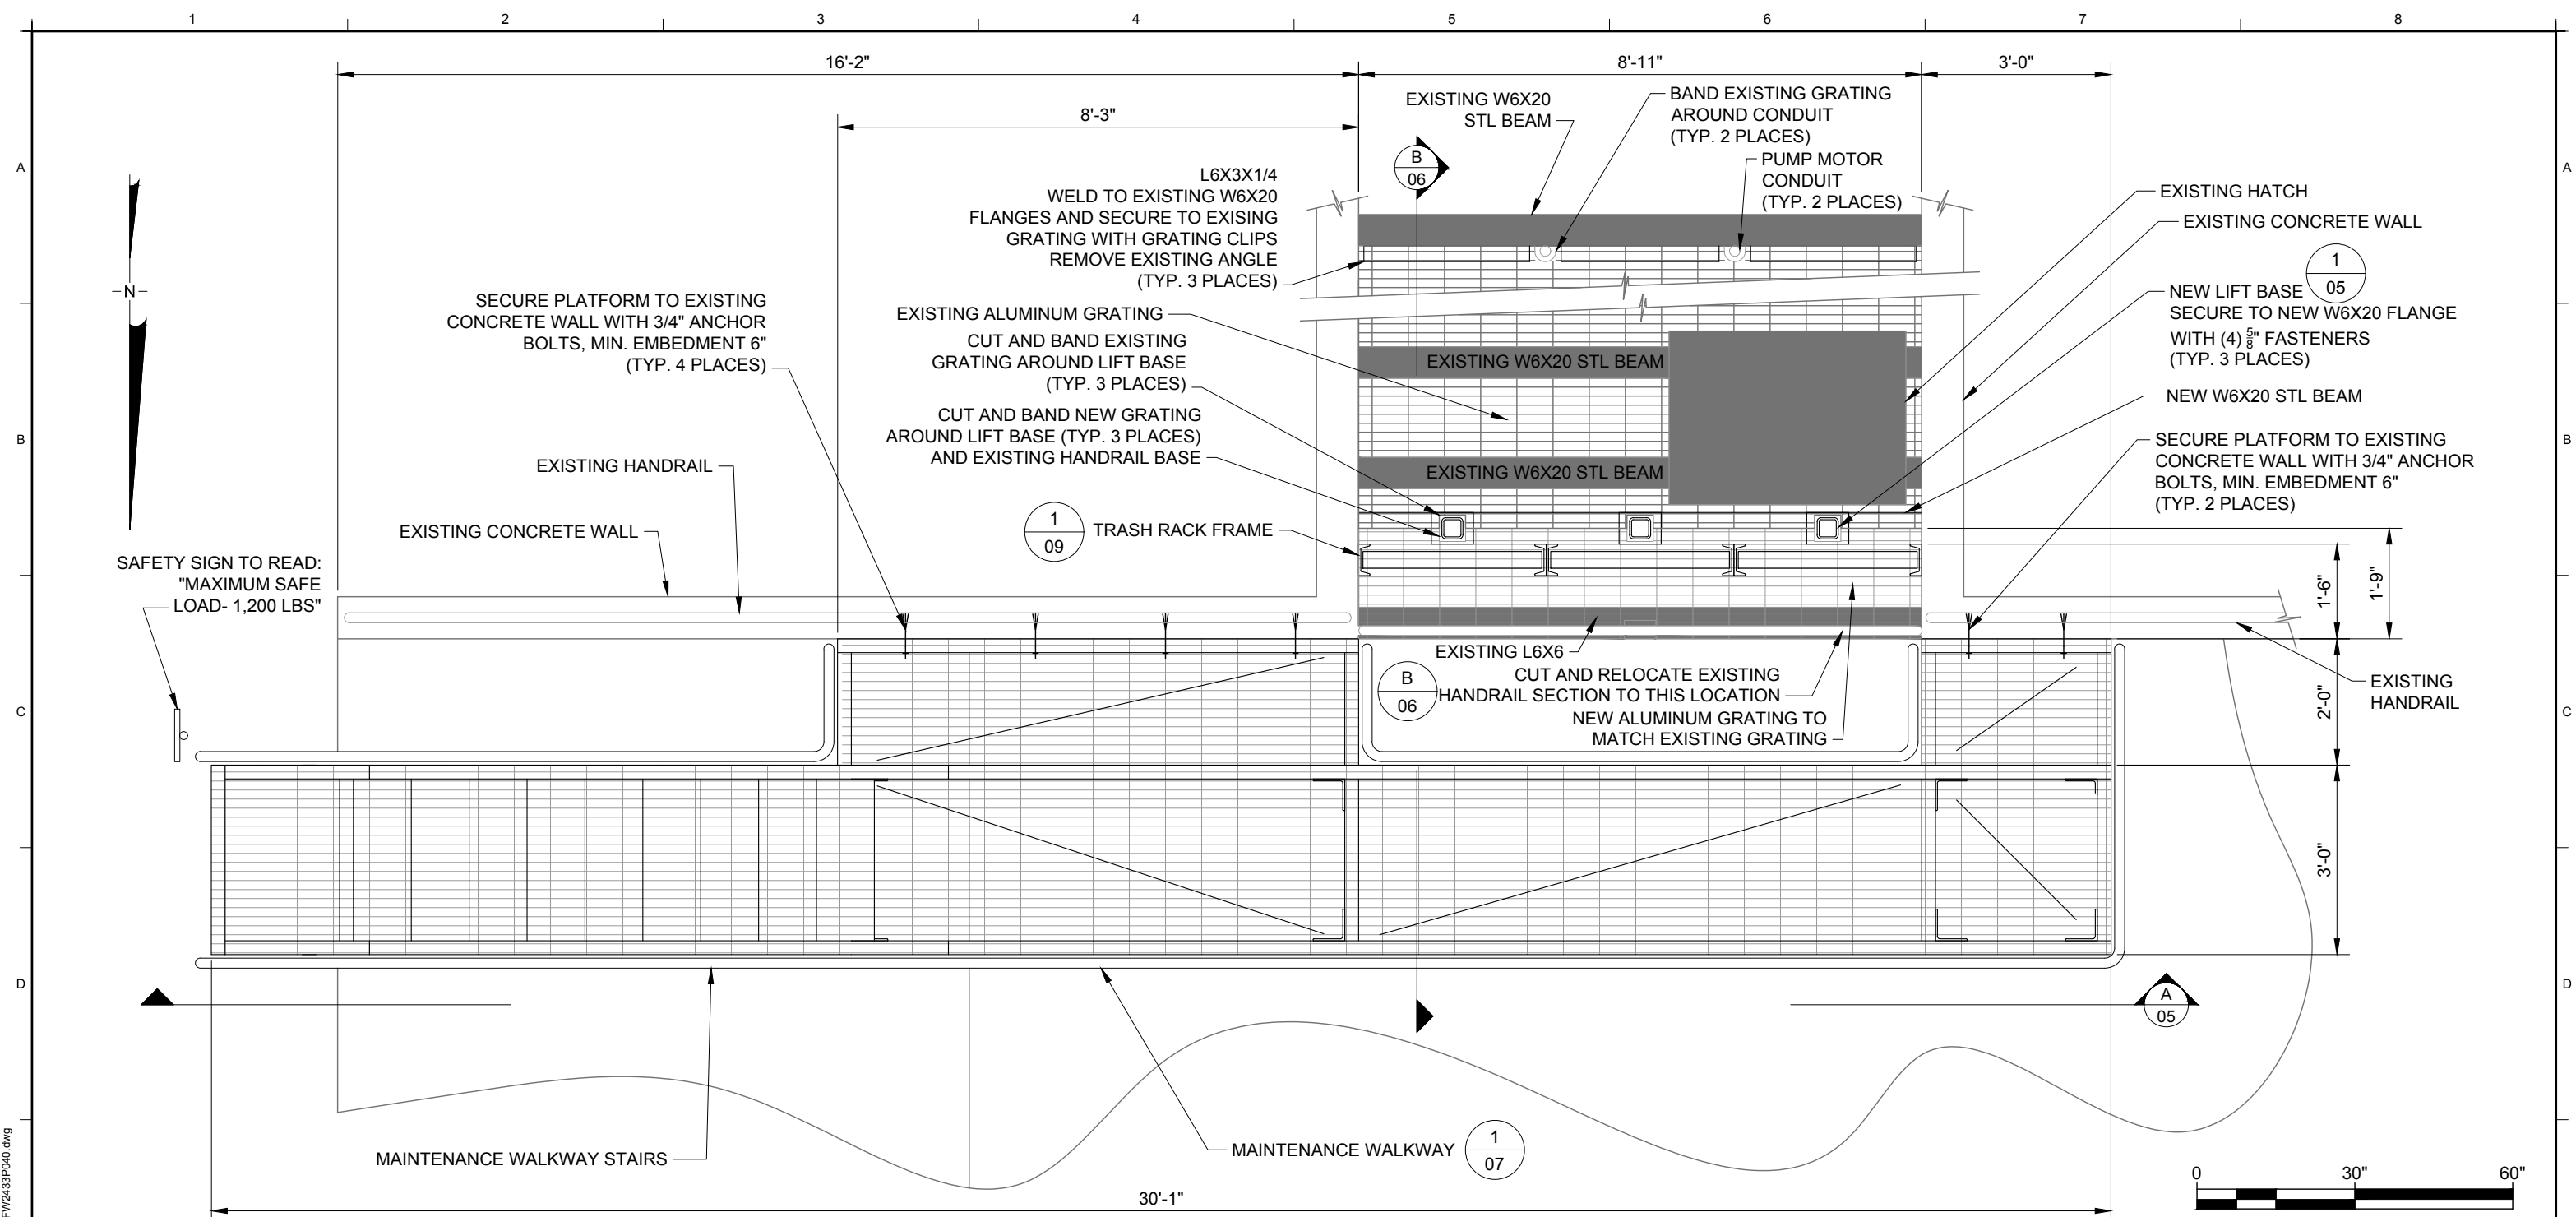 1 2 3 4 5 6 7 8
16'-2" 8'-11" 3'-0"
8'-3"
EXISTING W6X20
STL BEAM
BAND EXISTING GRATING
AROUND CONDUIT
(TYP. 2 PLACES)
B
06
PUMP MOTOR
CONDUIT
(TYP. 2 PLACES)
A
A
L6X3X1/4
WELD TO EXISTING W6X20
FLANGES AND SECURE TO EXISING
GRATING WITH GRATING CLIPS
REMOVE EXISTING ANGLE
(TYP. 3 PLACES)
EXISTING HATCH
EXISTING CONCRETE WALL
1
05
N
NEW LIFT BASE
SECURE TO NEW W6X20 FLANGE
WITH (4) 5/8" FASTENERS
(TYP. 3 PLACES)
SECURE PLATFORM TO EXISTING
CONCRETE WALL WITH 3/4" ANCHOR
BOLTS, MIN. EMBEDMENT 6"
(TYP. 4 PLACES)
EXISTING ALUMINUM GRATING
CUT AND BAND EXISTING
GRATING AROUND LIFT BASE
(TYP. 3 PLACES)
EXISTING W6X20 STL BEAM
NEW W6X20 STL BEAM
CUT AND BAND NEW GRATING
AROUND LIFT BASE (TYP. 3 PLACES)
AND EXISTING HANDRAIL BASE
B
B
SECURE PLATFORM TO EXISTING
CONCRETE WALL WITH 3/4" ANCHOR
BOLTS, MIN. EMBEDMENT 6"
(TYP. 2 PLACES)
EXISTING HANDRAIL
EXISTING W6X20 STL BEAM
EXISTING CONCRETE WALL
1
09
TRASH RACK FRAME
SAFETY SIGN TO READ:
"MAXIMUM SAFE
LOAD- 1,200 LBS"
1'-6"
1'-9"
EXISTING L6X6
B
06
CUT AND RELOCATE EXISTING
HANDRAIL SECTION TO THIS LOCATION
NEW ALUMINUM GRATING TO
MATCH EXISTING GRATING
2'-0"
EXISTING
HANDRAIL
C
C
3'-0"
D
D
A
05
MAINTENANCE WALKWAY STAIRS
MAINTENANCE WALKWAY
1
07
30'-1"
0 30" 60"
FW2433P040.dwg